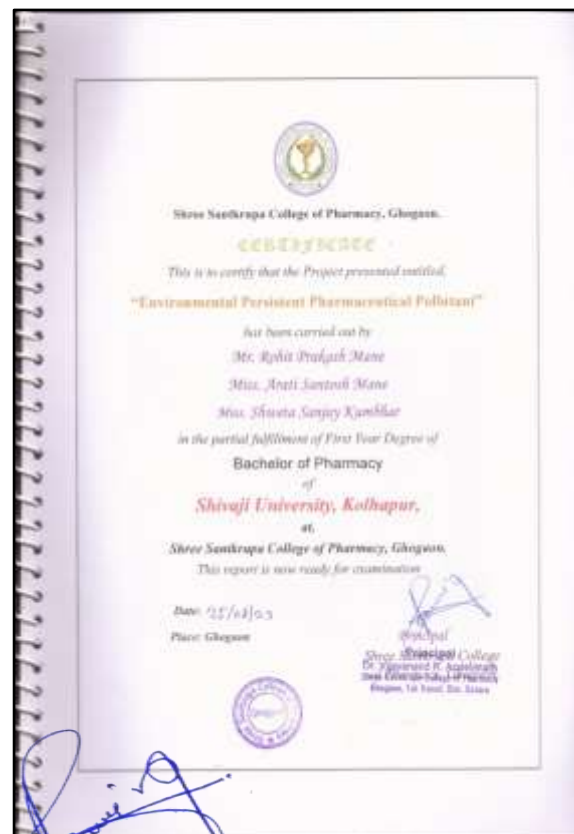 Shree Santkrupa College of Pharmacy, Ghogaon.
CERTIFICATE
This is to certify that the Project presented entitled,
"Environmental Persistent Pharmaceutical Pollutant"
has been carried out by
Mr. Rohit Prakash Mane
Miss. Arati Santosh Mane
Miss. Shweta Sanjay Kumbhar
in the partial fulfillment of First Year Degree of
Bachelor of Pharmacy
of
Shivaji University, Kolhapur,
at,
Shree Santkrupa College of Pharmacy, Ghogaon.
This report is now ready for examination
Date:
Place: Ghogaon
Principal
Shree College
Principal